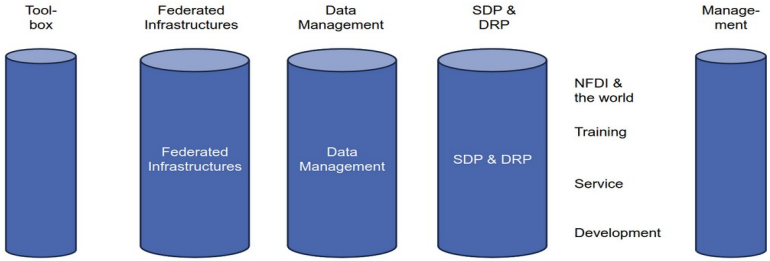 Tool-
box
Federated
Infrastructures
Data
Management
SDP &
DRP
Manage-
ment
Federated
Infrastructures
Data
Management
SDP & DRP
NFDI &
the world
Training
Service
Development